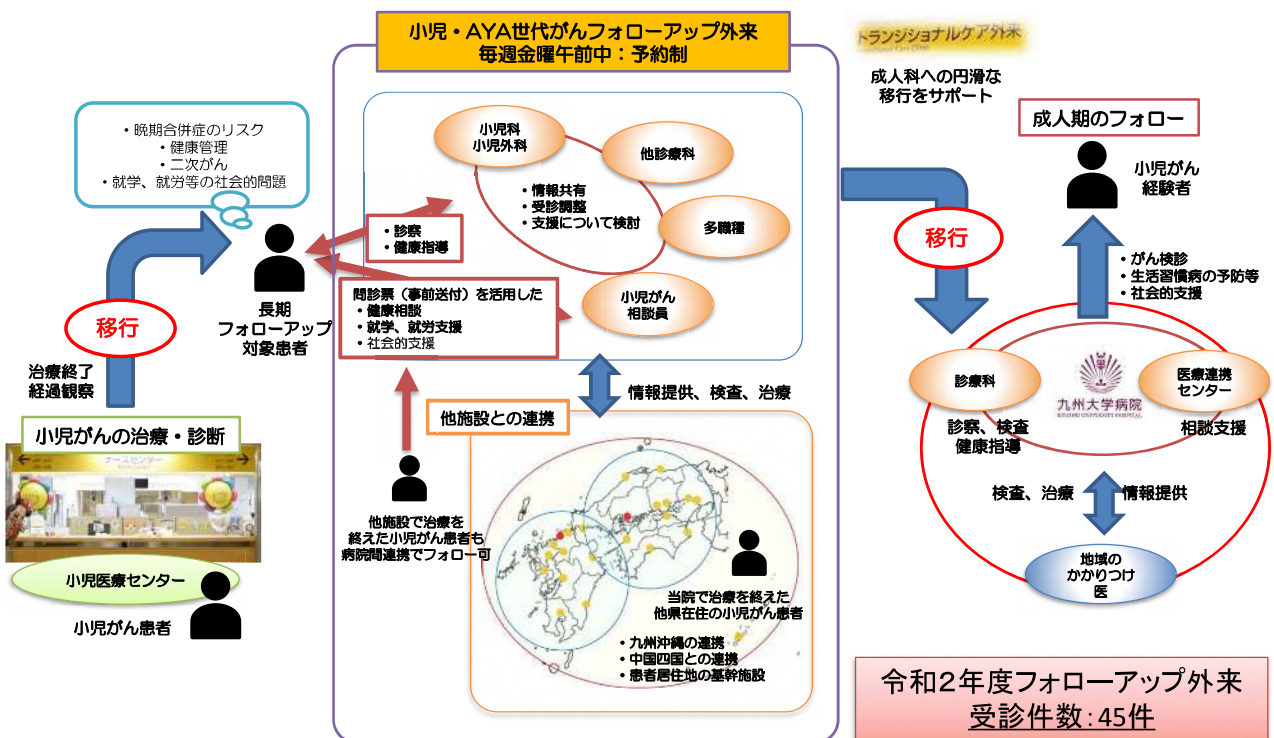 小児・AYA世代がんフォローアップ外来
毎週金曜午前中：予約制
トランジショナルケア外来
成人科への円滑な
移行をサポート
・晩期合併症のリスク
・健康管理
・二次がん
・就学、就労等の社会的問題
長期
フォローアップ
対象患者
移行
治療終了
経過観察
小児がんの治療・診断
ナースセンター
小児医療センター
小児がん患者
小児科
小児外科
他診療科
多職種
小児がん
相談員
・情報共有
・受診調整
・支援について検討
・診察
・健康指導
問診票（事前送付）を活用した
・健康相談
・就学、就労支援
・社会的支援
情報提供、検査、治療
他施設との連携
他施設で治療を
終えた小児がん患者も
病院間連携でフォロー可
当院で治療を終えた
他県在住の小児がん患者
・九州沖縄の連携
・中国四国との連携
・患者居住地の基幹施設
移行
成人期のフォロー
小児がん
経験者
・がん検診
・生活習慣病の予防等
・社会的支援
診療科
診察、検査
健康指導
九州大学病院
KYUSHU UNIVERSITY HOSPITAL
医療連携
センター
相談支援
検査、治療
情報提供
地域の
かかりつけ
医
令和２年度フォローアップ外来
受診件数：45件